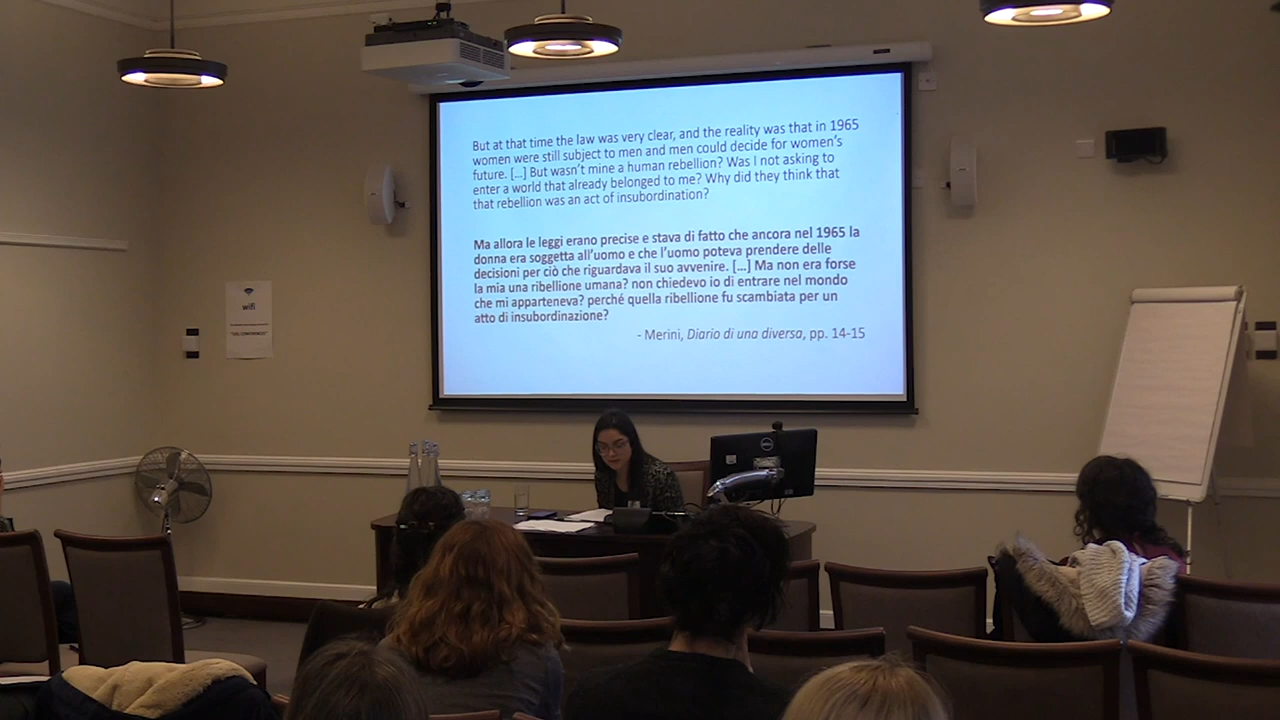 But at that time the law was very clear, and the reality was that in 1965
women were still subject to men and men could decide for women's
future. [...] But wasn't mine a human rebellion? Was I not asking to
enter a world that already belonged to me? Why did they think that
that rebellion was an act of insubordination?
Ma allora le leggi erano precise e stava di fatto che ancora nel 1965 la
donna era soggetta all'uomo e che l'uomo poteva prendere delle
decisioni per ciò che riguardava il suo avvenire. [...] Ma non era forse
la mia una ribellione umana? non chiedevo io di entrare nel mondo
che mi apparteneva? perché quella ribellione fu scambiata per un
atto di insubordinazione?
- Merini, Diario di una diversa, pp. 14-15
wifi
DELL